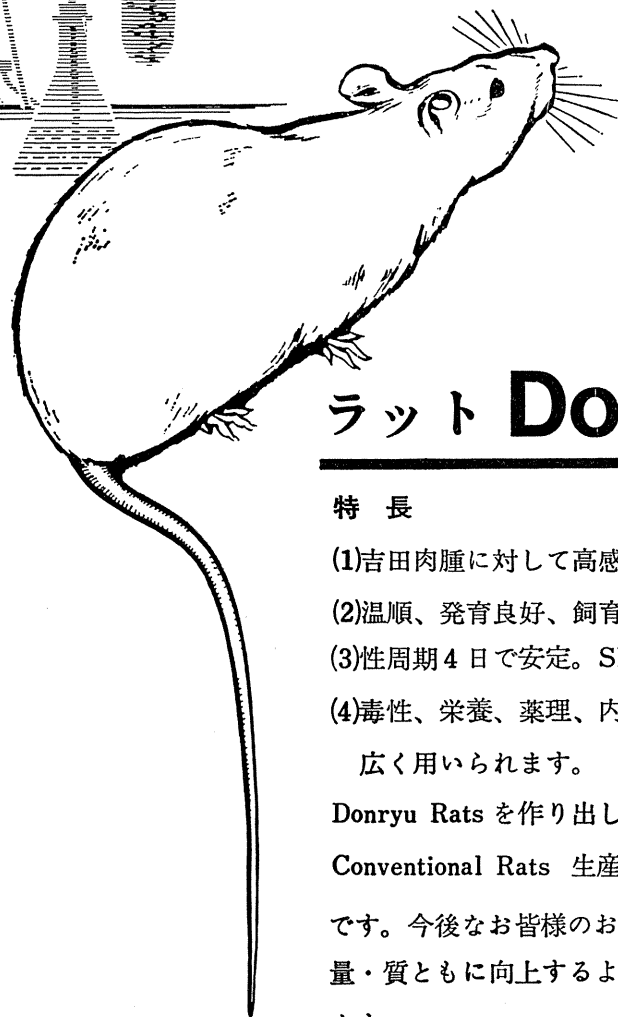 ラット Do
特 長
(1)吉田肉腫に対して高感
(2)温順、発育良好、飼育
(3)性周期4日で安定。S
(4)毒性、栄養、薬理、内
広く用いられます。
Donryu Rats を作り出し
Conventional Rats 生産
です。今後なお皆様のお
量・質ともに向上するよ